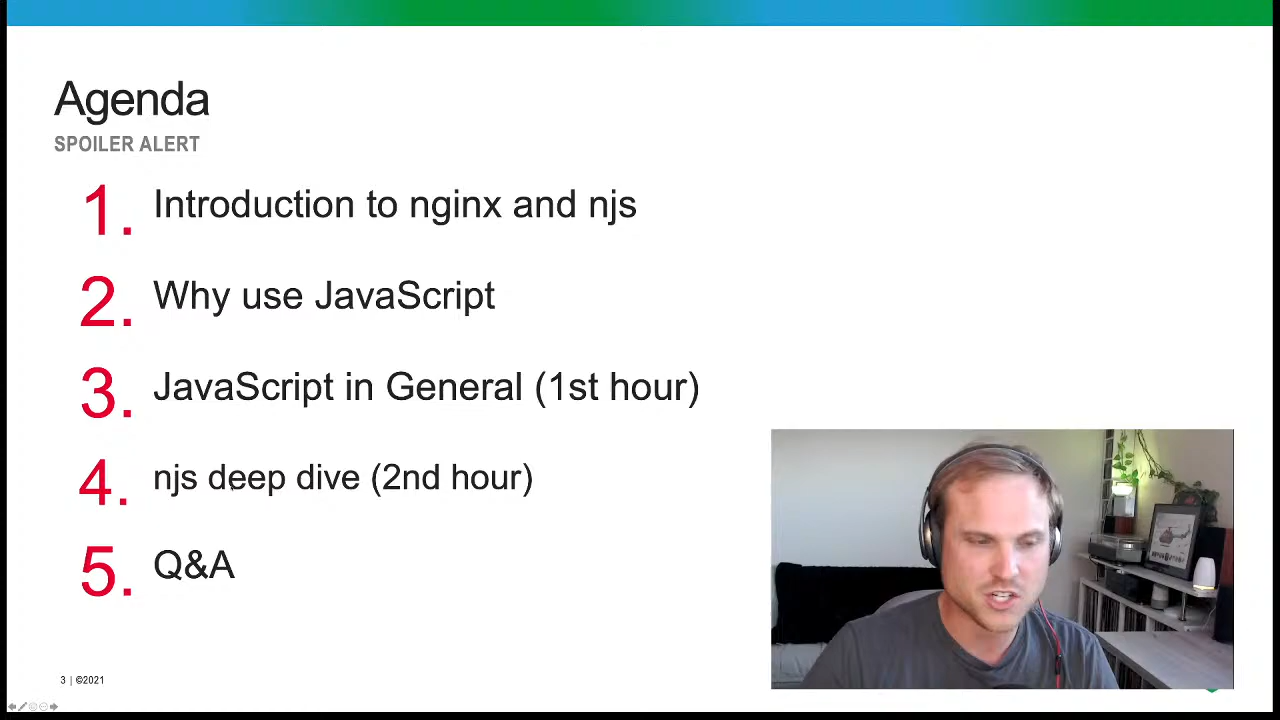 Agenda
SPOILER ALERT
1. Introduction to nginx and njs
2. Why use JavaScript
3. JavaScript in General (1st hour)
4. njs deep dive (2nd hour)
5. Q&A
3 | ©2021